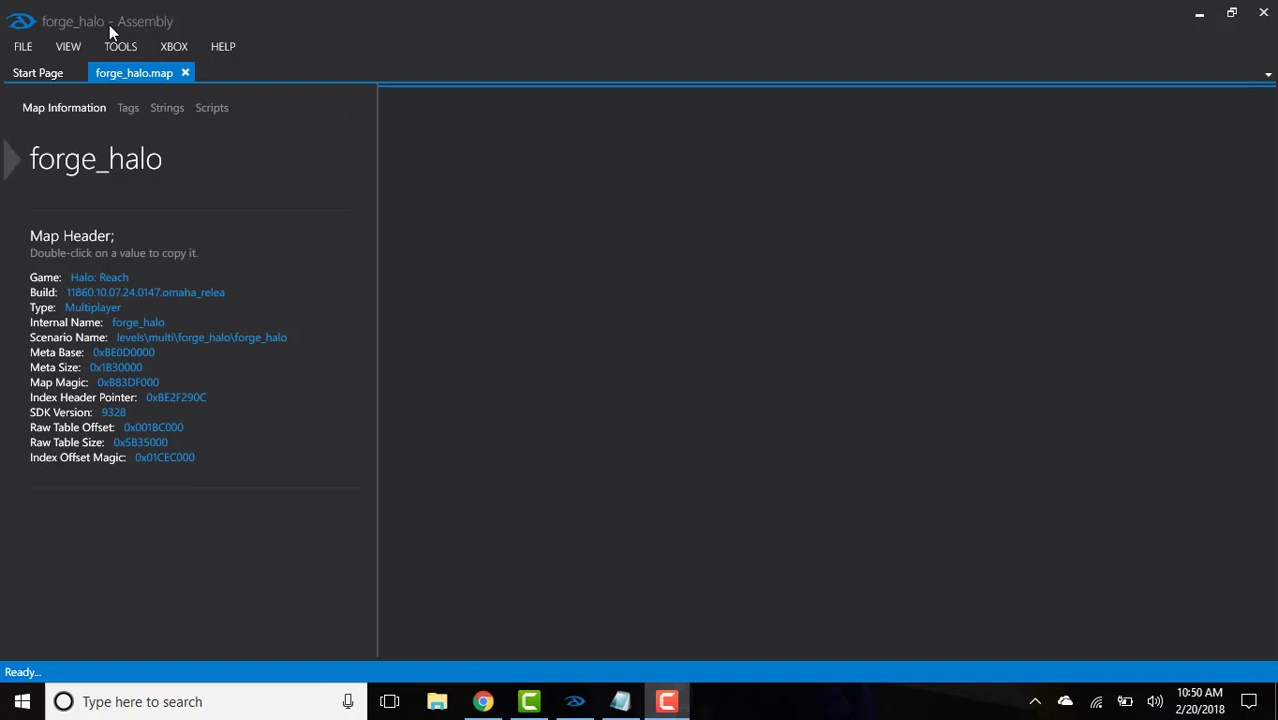 forge_halo - Assembly
FILE VIEW TOOLS XBOX HELP
Start Page forge_halo.map
Map Information Tags Strings Scripts
forge_halo
Map Header;
Double-click on a value to copy it.
Game: Halo: Reach
Build: 11860.10.07.24.0147.omaha_relea
Type: Multiplayer
Internal Name: forge_halo
Scenario Name: levels\multi\forge_halo\forge_halo
Meta Base: 0xBE0D0000
Meta Size: 0x1B30000
Map Magic: 0xB83DF000
Index Header Pointer: 0xBE2F290C
SDK Version: 9328
Raw Table Offset: 0x001BC000
Raw Table Size: 0x5B35000
Index Offset Magic: 0x01CEC000
Ready...
Type here to search
10:50 AM
2/20/2018